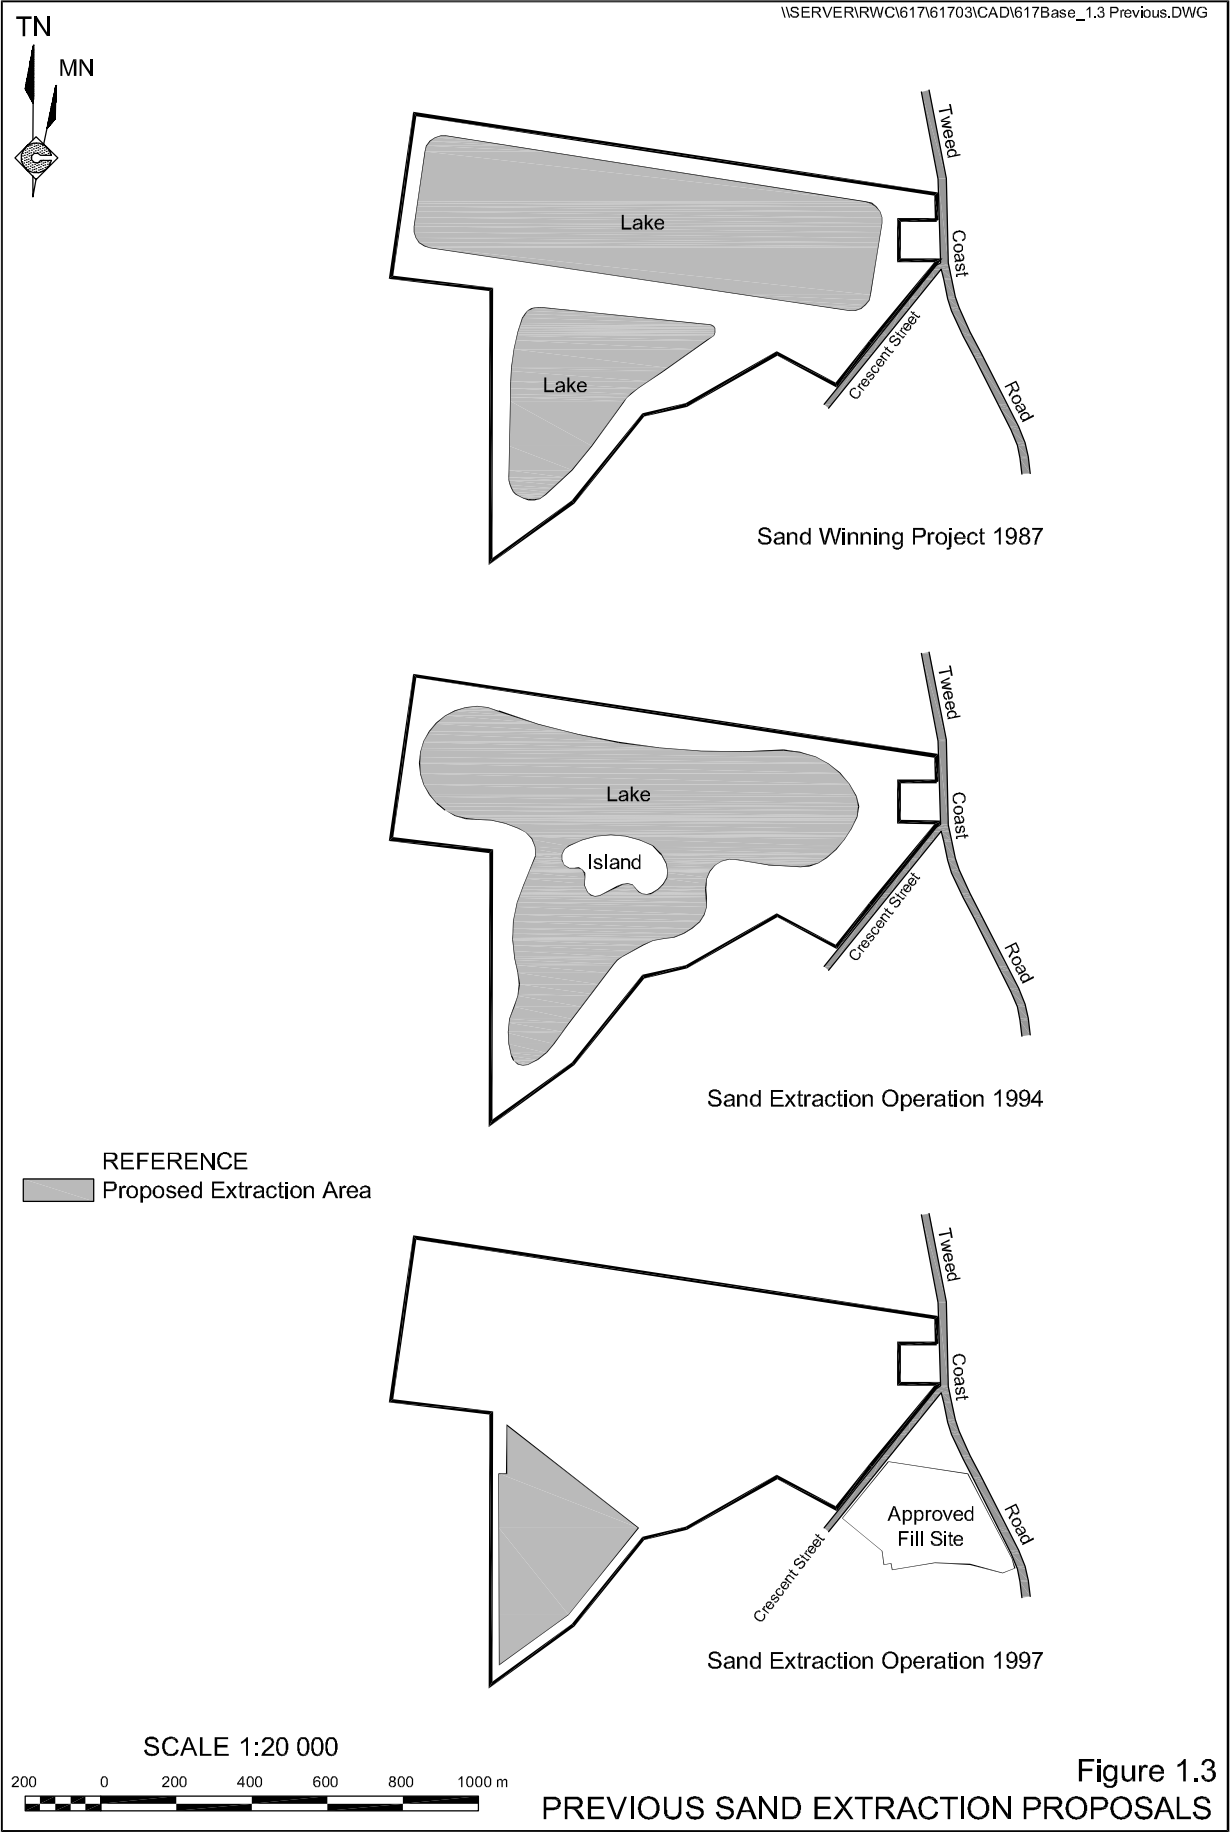 \\SERVER\RWC\617\61703\CAD\617Base_1.3 Previous.DWG
TN
MN
Tweed
Lake
Coast
Crescent Street
Lake
Road
Sand Winning Project 1987
Tweed
Lake
Coast
Island
Crescent Street
Road
Sand Extraction Operation 1994
REFERENCE
Proposed Extraction Area
Tweed
Coast
Approved
Fill Site
Road
Crescent Street
Sand Extraction Operation 1997
SCALE 1:20 000
200 0 200 400 600 800 1000 m
Figure 1.3
PREVIOUS SAND EXTRACTION PROPOSALS